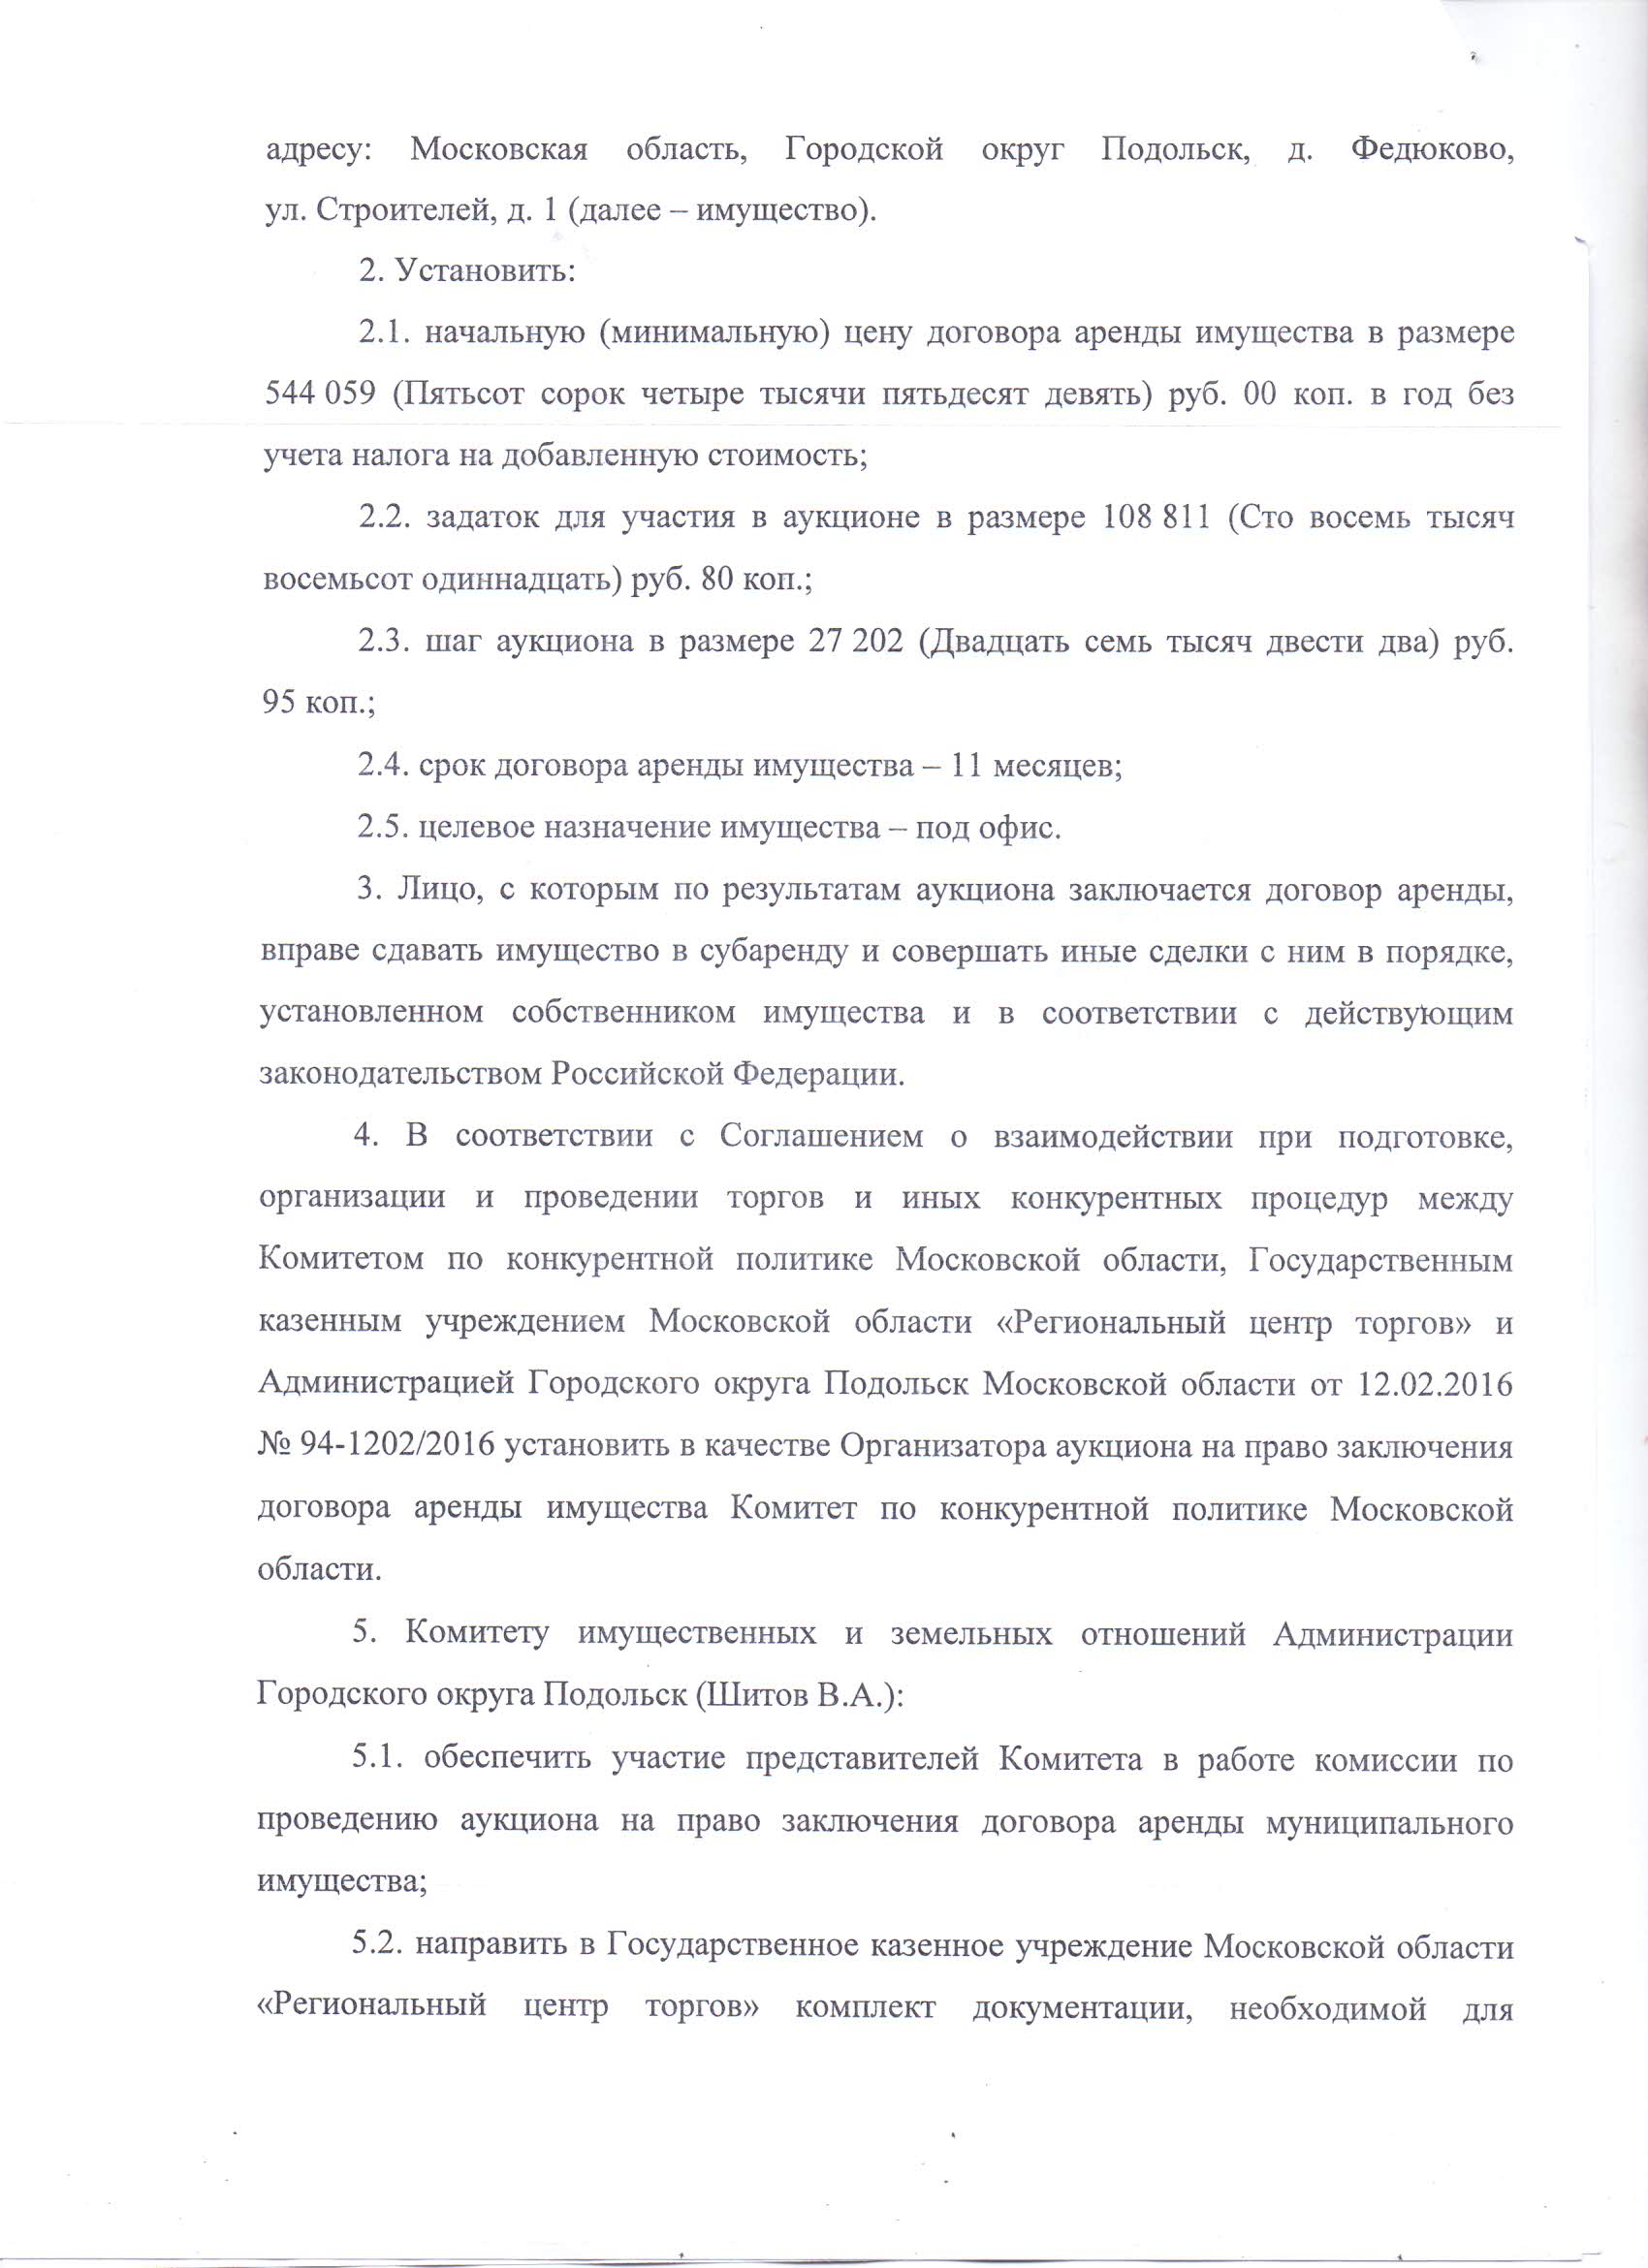 адресу: Московская область, Городской округ Подольск, д. Федюково,
ул. Строителей, д. 1 (далее – имущество).
2. Установить:
2.1. начальную (минимальную) цену договора аренды имущества в размере
544 059 (Пятьсот сорок четыре тысячи пятьдесят девять) руб. 00 коп. в год без
учета налога на добавленную стоимость;
2.2. задаток для участия в аукционе в размере 108 811 (Сто восемь тысяч
восемьсот одиннадцать) руб. 80 коп.;
2.3. шаг аукциона в размере 27 202 (Двадцать семь тысяч двести два) руб.
95 коп.;
2.4. срок договора аренды имущества – 11 месяцев;
2.5. целевое назначение имущества – под офис.
3. Лицо, с которым по результатам аукциона заключается договор аренды,
вправе сдавать имущество в субаренду и совершать иные сделки с ним в порядке,
установленном собственником имущества и в соответствии с действующим
законодательством Российской Федерации.
4. В соответствии с Соглашением о взаимодействии при подготовке,
организации и проведении торгов и иных конкурентных процедур между
Комитетом по конкурентной политике Московской области, Государственным
казенным учреждением Московской области «Региональный центр торгов» и
Администрацией Городского округа Подольск Московской области от 12.02.2016
№ 94-1202/2016 установить в качестве Организатора аукциона на право заключения
договора аренды имущества Комитет по конкурентной политике Московской
области.
5. Комитету имущественных и земельных отношений Администрации
Городского округа Подольск (Шитов В.А.):
5.1. обеспечить участие представителей Комитета в работе комиссии по
проведению аукциона на право заключения договора аренды муниципального
имущества;
5.2. направить в Государственное казенное учреждение Московской области
«Региональный центр торгов» комплект документации, необходимой для